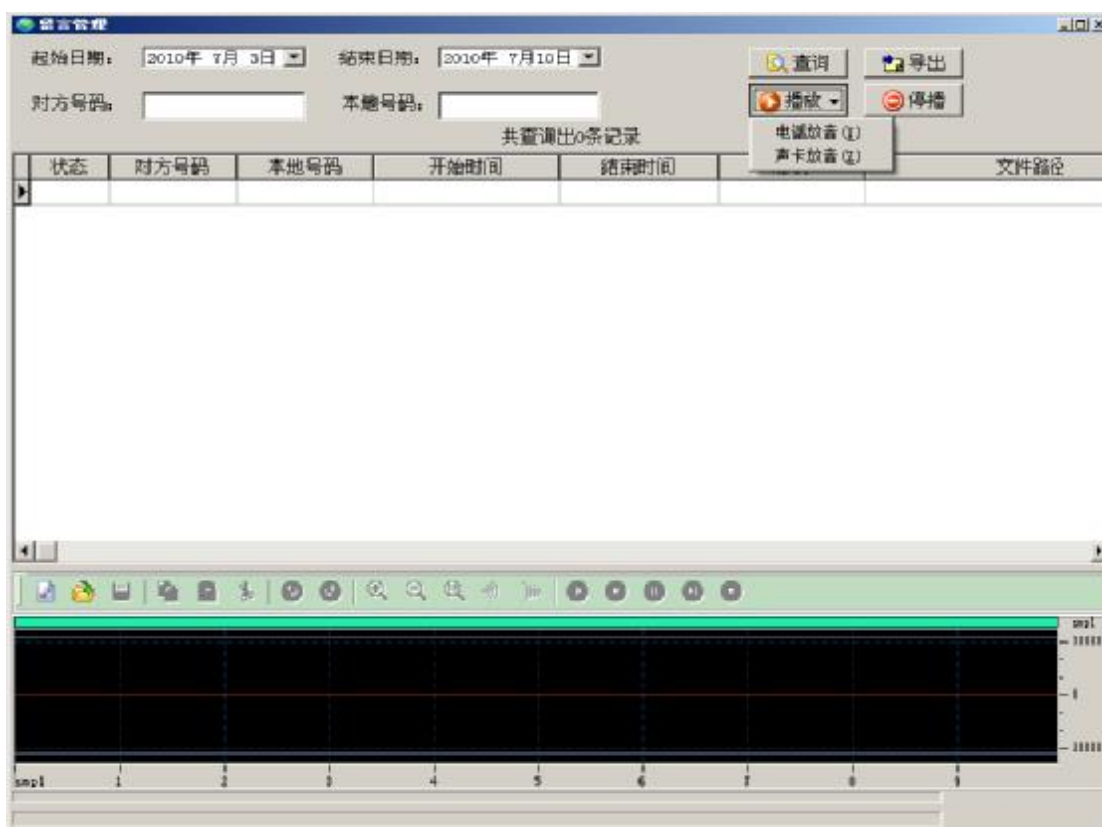 留言管理
起始日期: 2010年 7月 3日 结束日期: 2010年 7月10日 查询 导出
对方号码: 本地号码: 播放 停播
共查询出0条记录
电话放音(Y)
声卡放音(Z)
状态 对方号码 本地号码 开始时间 结束时间 文件路径
smpl
smpl 1 2 3 4 5 6 7 8 9